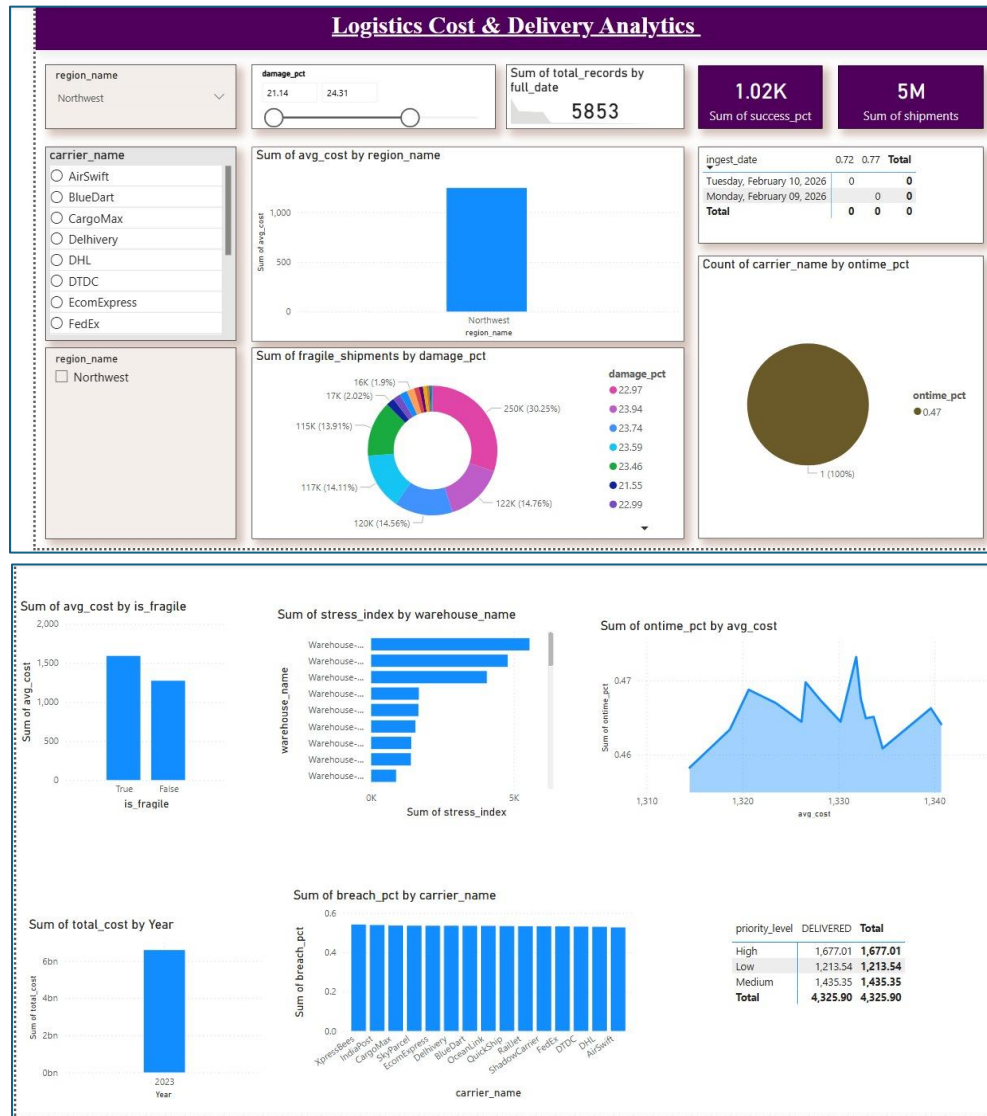 Logistics Cost & Delivery Analytics
region_name
Northwest
damage_pct
21.14 24.31
Sum of total_records by
full_date
5853
1.02K
Sum of success_pct
5M
Sum of shipments
carrier_name
AirSwift
BlueDart
CargoMax
Delhivery
DHL
DTDC
EcomExpress
FedEx
Sum of avg_cost by region_name
Sum of avg_cost
1,000
500
0
Northwest
region_name
ingest_date 0.72 0.77 Total
Tuesday, February 10, 2026 0 0
Monday, February 09, 2026 0 0
Total 0 0 0
region_name
Northwest
Sum of fragile_shipments by damage_pct
16K (1.9%)
17K (2.02%)
115K (13.91%)
117K (14.11%)
120K (14.56%)
122K (14.76%)
250K (30.25%)
damage_pct
22.97
23.94
23.74
23.59
23.46
21.55
22.99
Count of carrier_name by ontime_pct
1 (100%)
ontime_pct
0.47
Sum of avg_cost by is_fragile
Sum of avg_cost
2,000
1,500
1,000
500
0
True False
is_fragile
Sum of stress_index by warehouse_name
warehouse_name
Warehouse-...
Warehouse-...
Warehouse-...
Warehouse-...
Warehouse-...
Warehouse-...
Warehouse-...
Warehouse-...
Warehouse-...
0K 5K
Sum of stress_index
Sum of ontime_pct by avg_cost
Sum of ontime_pct
0.47
0.46
1,310 1,320 1,330 1,340
avg_cost
Sum of total_cost by Year
Sum of total_cost
6bn
4bn
2bn
0bn
2023
Year
Sum of breach_pct by carrier_name
Sum of breach_pct
0.6
0.4
0.2
0.0
XpressBees
IndiaPost
CargoMax
SkyParcel
EcomExpress
Delhivery
BlueDart
OceanLink
QuickShip
RailJet
ShadowCarrier
FedEx
DTDC
DHL
AirSwift
carrier_name
priority_level DELIVERED Total
High 1,677.01 1,677.01
Low 1,213.54 1,213.54
Medium 1,435.35 1,435.35
Total 4,325.90 4,325.90